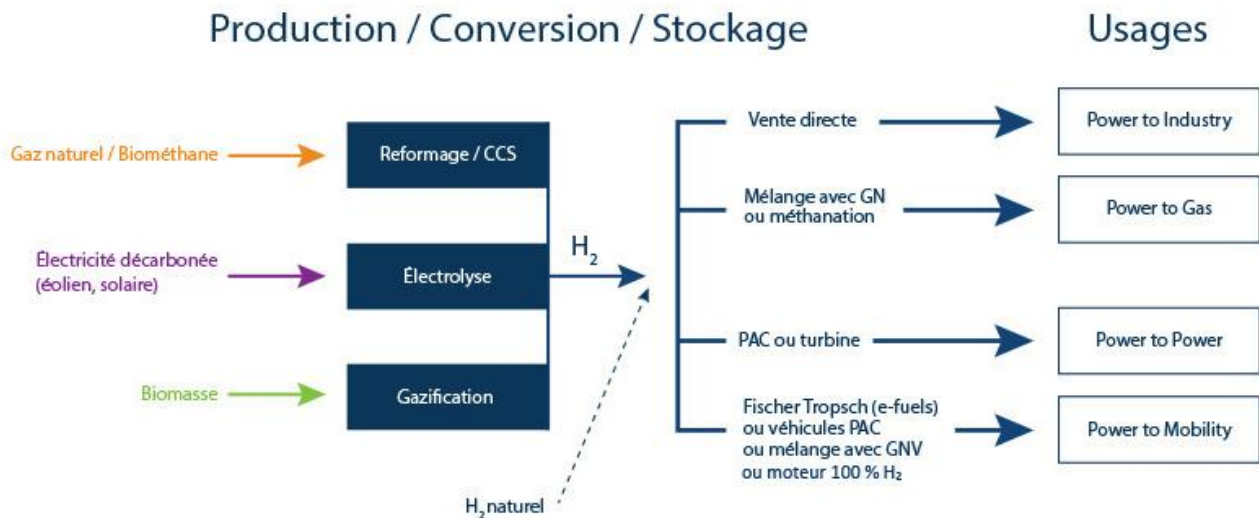 Production / Conversion / Stockage
Usages
Gaz naturel / Biométhane
Reformage / CCS
Électricité décarbonée
(éolien, solaire)
Électrolyse
Biomasse
Gazification
H₂
H₂ naturel
Vente directe
Power to Industry
Mélange avec GN
ou méthanation
Power to Gas
PAC ou turbine
Power to Power
Fischer Tropsch (e-fuels)
ou véhicules PAC
ou mélange avec GNV
ou moteur 100 % H₂
Power to Mobility